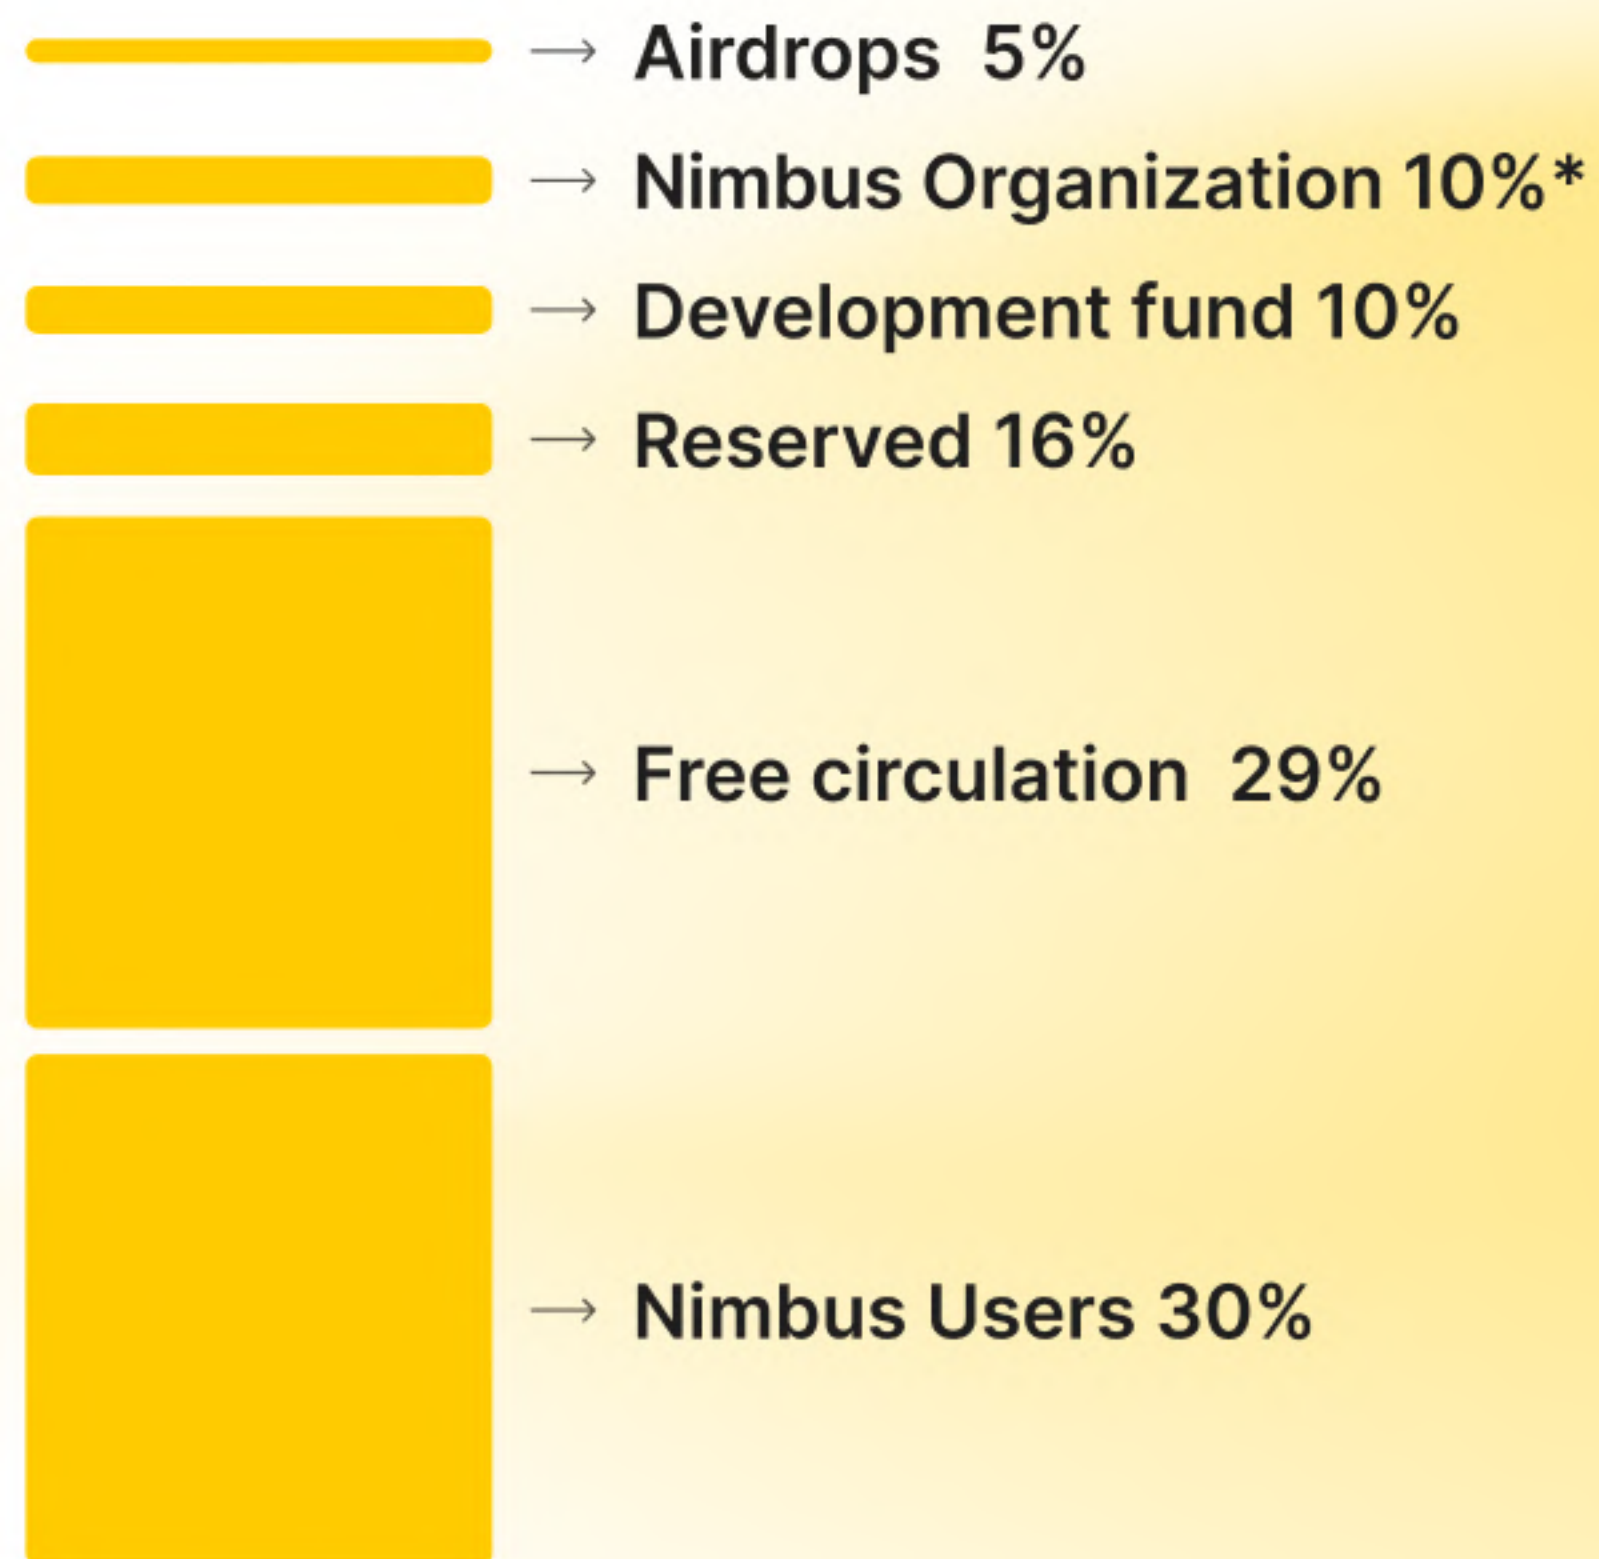 Airdrops 5%
Nimbus Organization 10%*
Development fund 10%
Reserved 16%
Free circulation 29%
Nimbus Users 30%